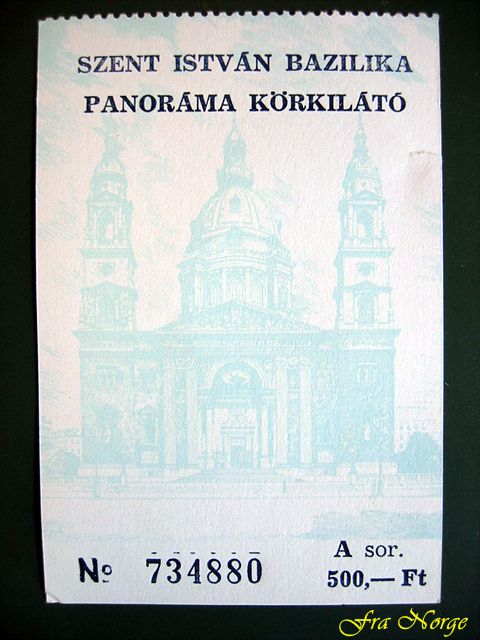 SZENT ISTVÁN BAZILIKA
PANORÁMA KÖRKILÁTÓ
A sor.
Nº 734880
500,— Ft
Fra Norge